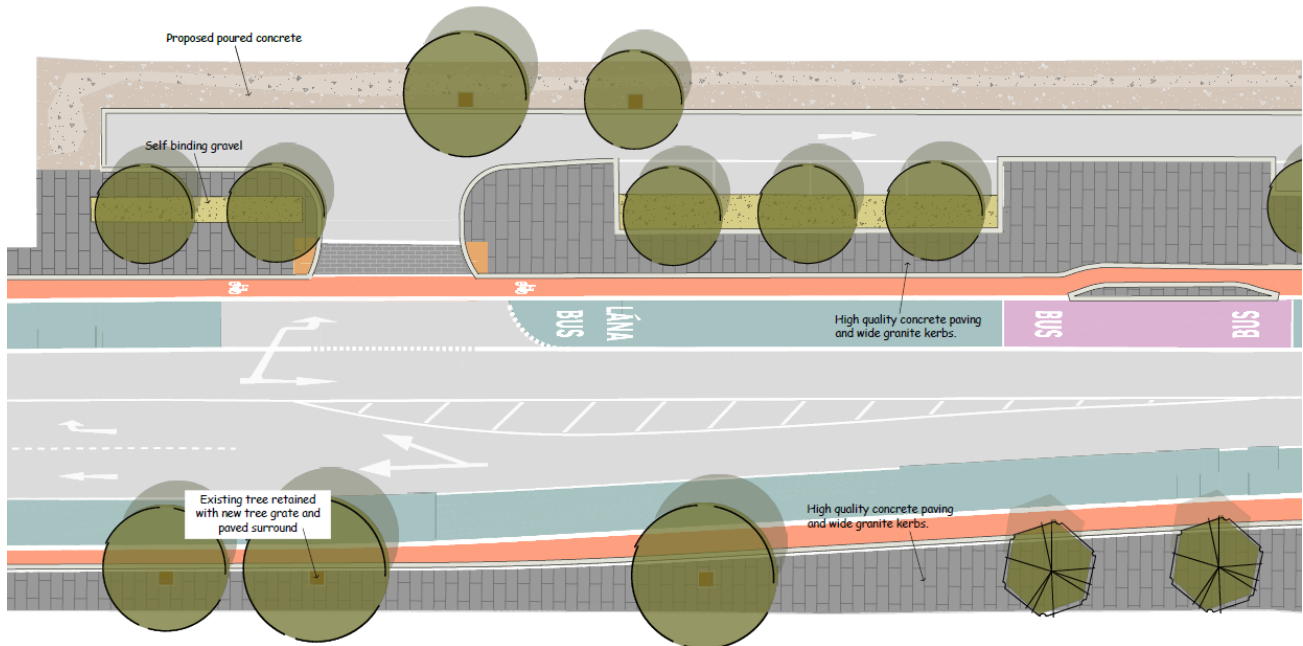 Proposed poured concrete
Self binding gravel
BUS
LÁNA
High quality concrete paving
and wide granite kerbs.
BUS
BUS
Existing tree retained
with new tree grate and
paved surround
High quality concrete paving
and wide granite kerbs.